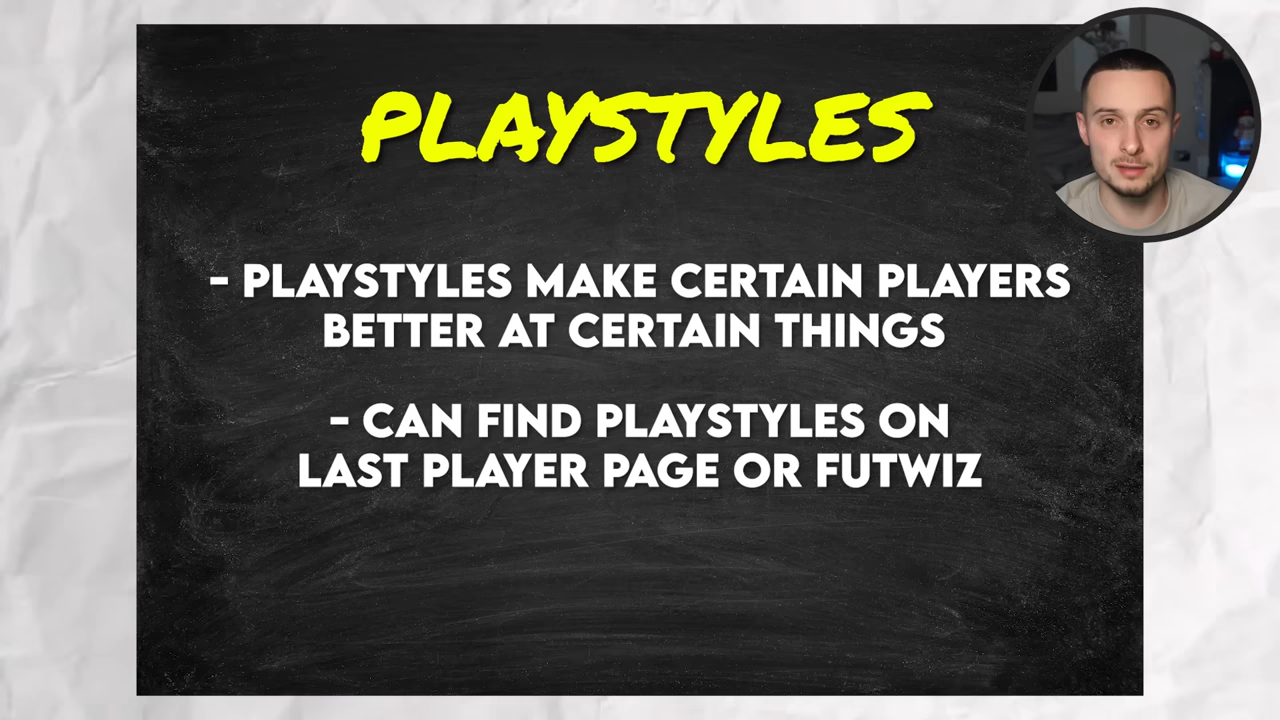 PLAYSTYLES
- PLAYSTYLES MAKE CERTAIN PLAYERS
BETTER AT CERTAIN THINGS
- CAN FIND PLAYSTYLES ON
LAST PLAYER PAGE OR FUTWIZ